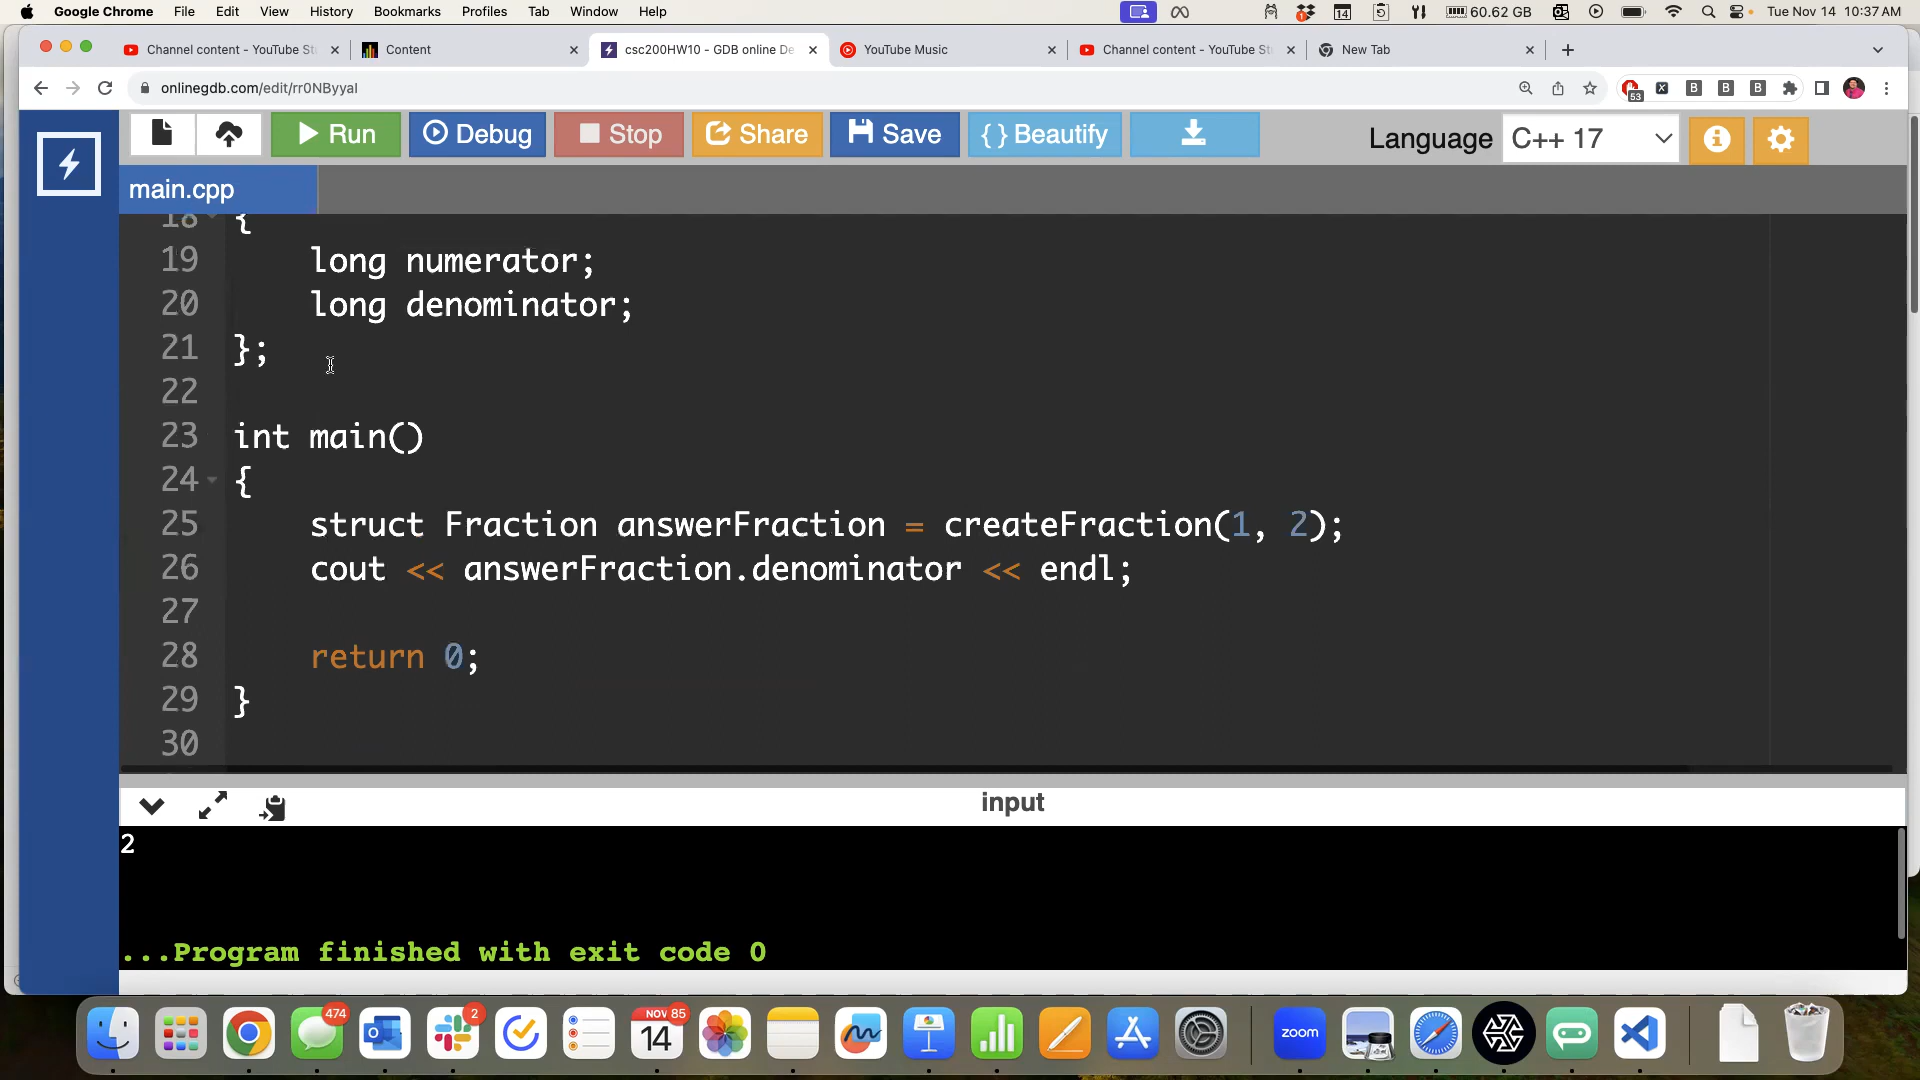 Google Chrome File Edit View History Bookmarks Profiles Tab Window Help 14 60.62 GB Tue Nov 14 10:37 AM
Channel content - YouTube St Content csc200HW10 - GDB online De YouTube Music Channel content - YouTube St New Tab
onlinegdb.com/edit/rr0NByyal 53
Run Debug Stop Share Save {} Beautify Language C++ 17
main.cpp
18 {
19 long numerator;
20 long denominator;
21 };
22
23 int main()
24 {
25 struct Fraction answerFraction = createFraction(1, 2);
26 cout << answerFraction.denominator << endl;
27
28 return 0;
29 }
30
input
2
...Program finished with exit code 0
474 2 NOV 85
14 zoom